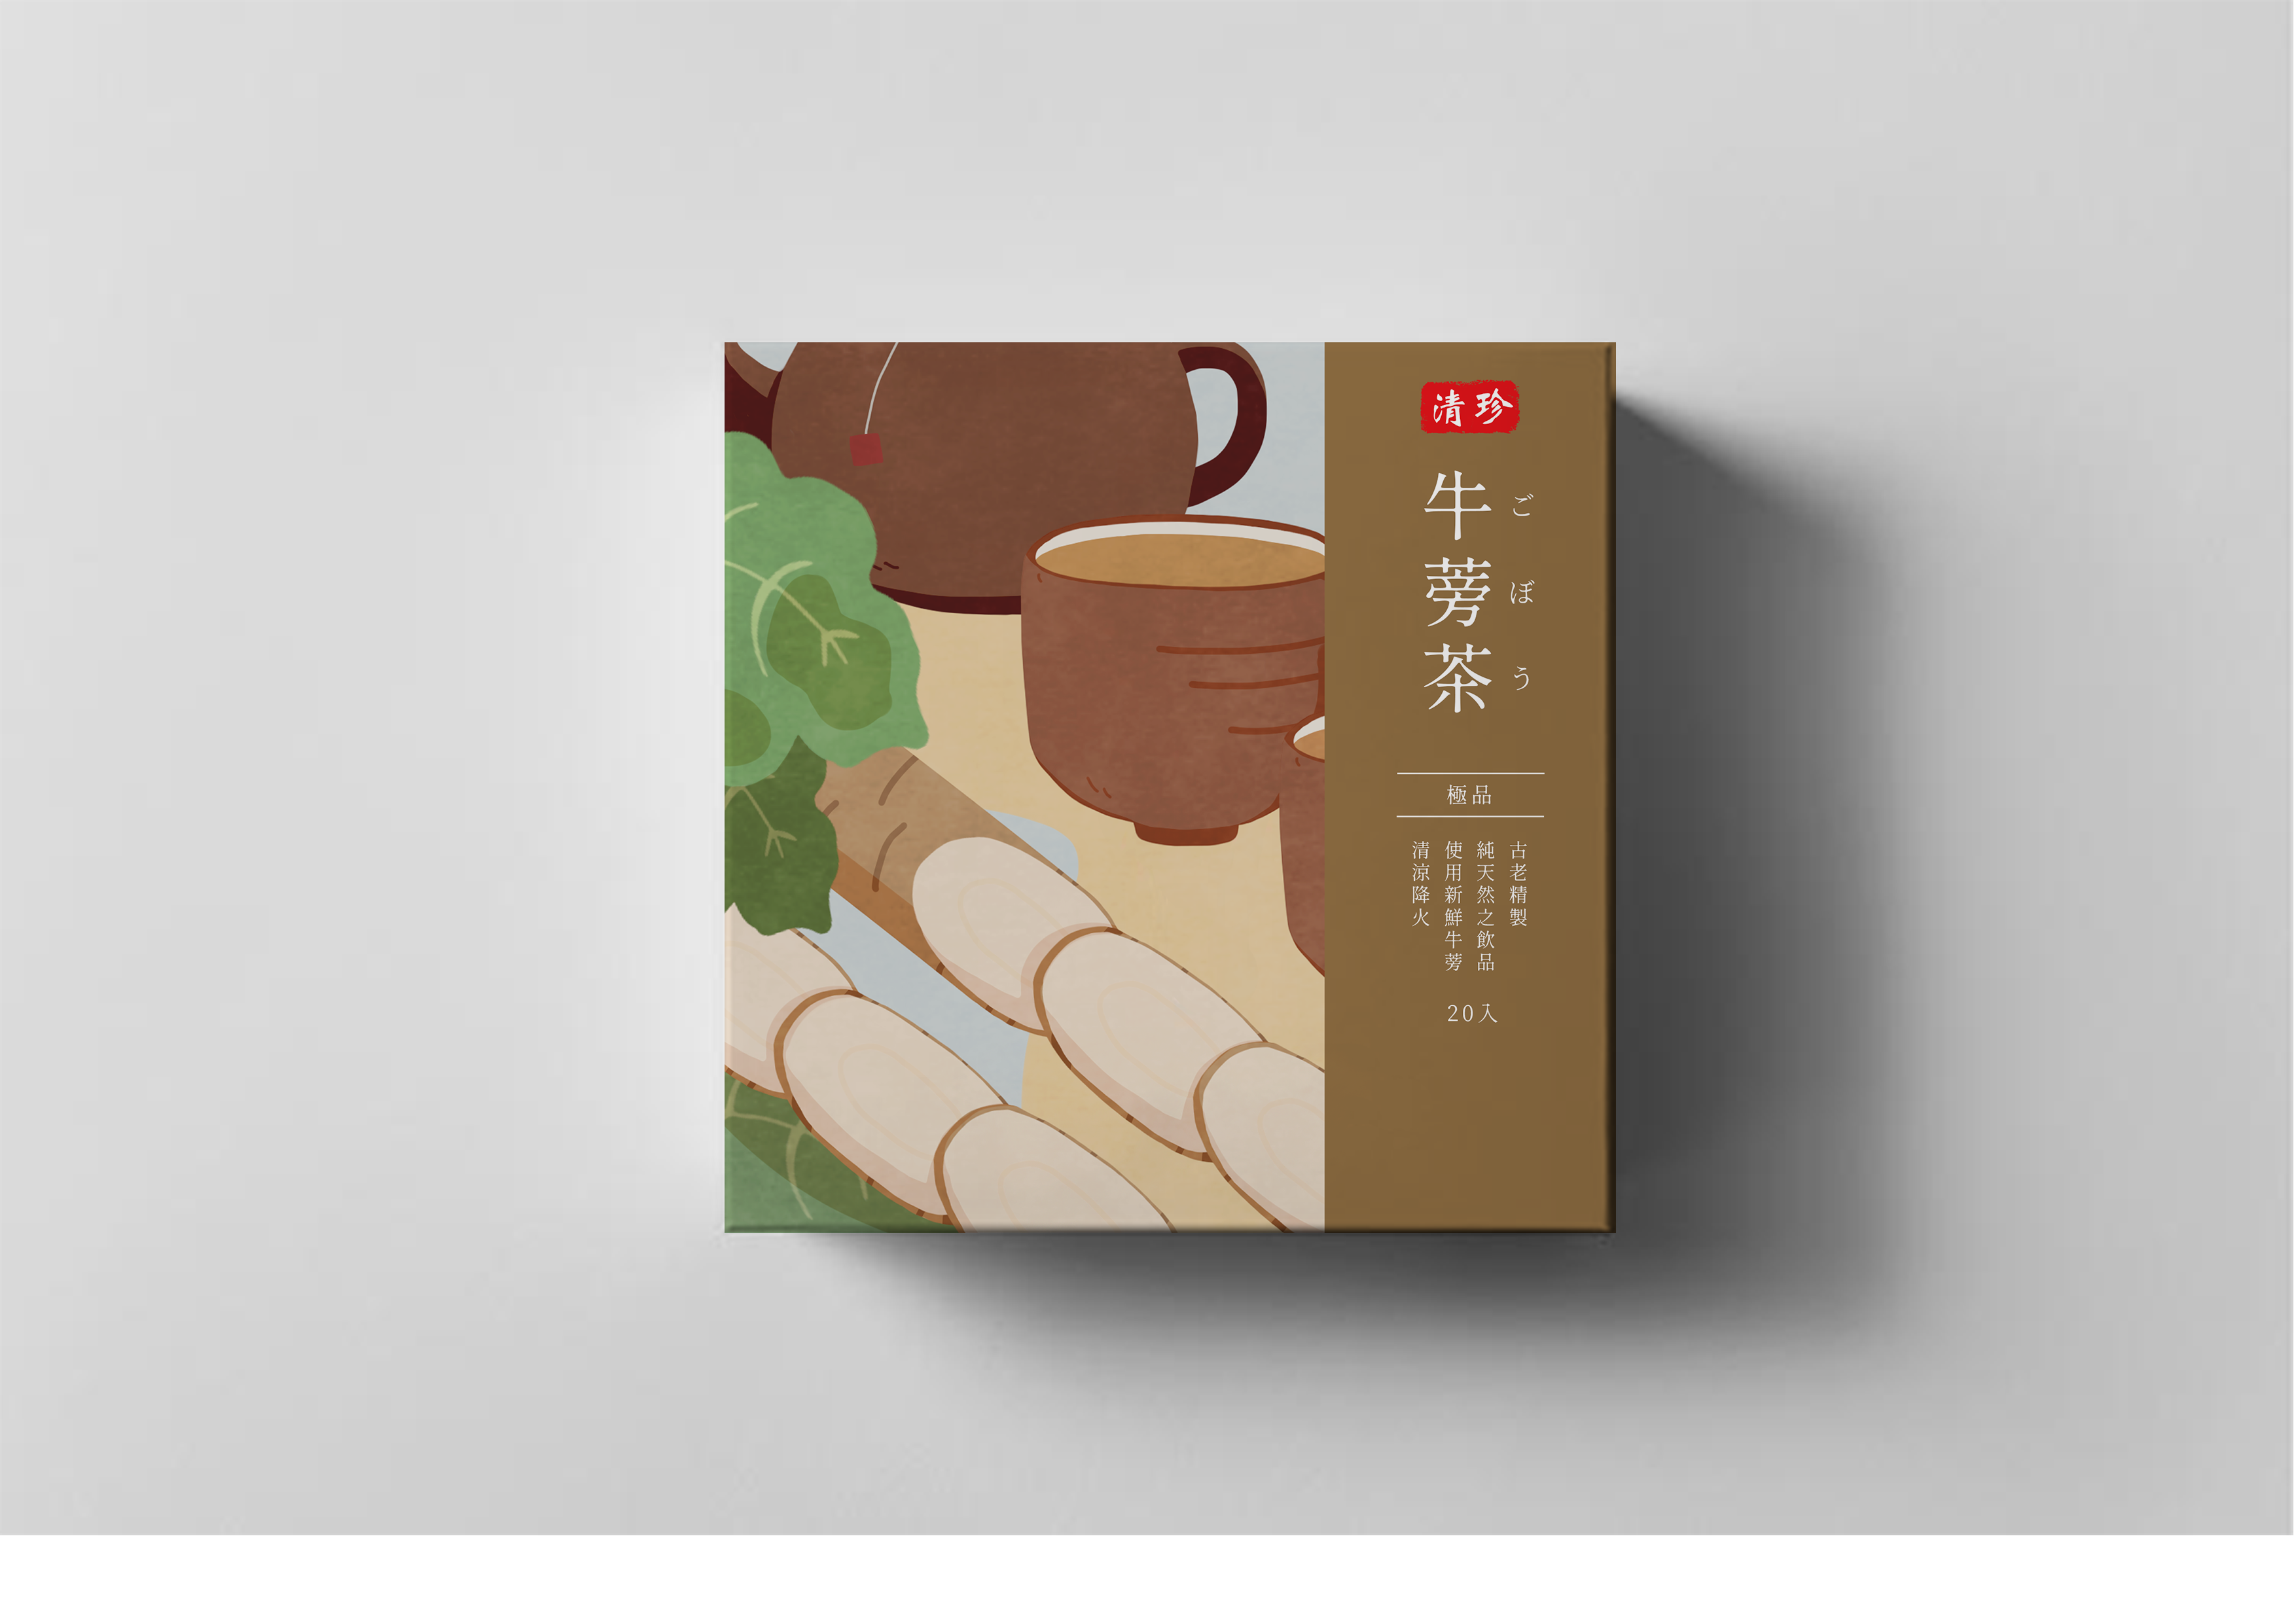 清珍
牛蒡茶
ごぼう
極品
古老精製
純天然之飲品
使用新鮮牛蒡
清涼降火
20入